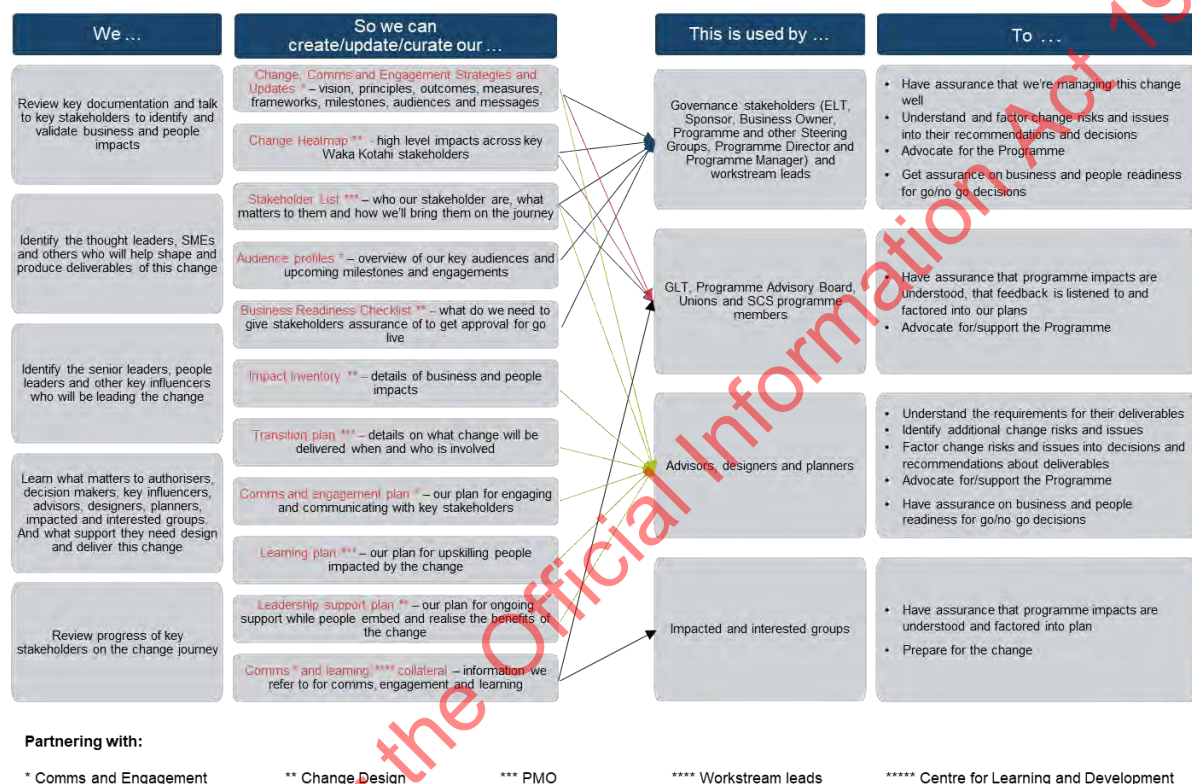 We …
Review key documentation and talk
to key stakeholders to identify and
validate business and people
impacts
Identify the thought leaders, SMEs
and others who will help shape and
produce deliverables of this change
Identify the senior leaders, people
leaders and other key influencers
who will be leading the change
Learn what matters to authorisers,
decision makers, key influencers,
advisors, designers, planners,
impacted and interested groups.
And what support they need design
and deliver this change
Review progress of key
stakeholders on the change journey
So we can
create/update/curate our …
Change, Comms and Engagement Strategies and
Updates * – vision, principles, outcomes, measures,
frameworks, milestones, audiences and messages
Change Heatmap ** - high level impacts across key
Waka Kotahi stakeholders
Stakeholder List *** – who our stakeholder are, what
matters to them and how we'll bring them on the journey
Audience profiles * – overview of our key audiences and
upcoming milestones and engagements
Business Readiness Checklist ** – what do we need to
give stakeholders assurance of to get approval for go
live
Impact Inventory ** – details of business and people
impacts
Transition plan *** – details on what change will be
delivered when and who is involved
Comms and engagement plan * – our plan for engaging
and communicating with key stakeholders
Learning plan *** – our plan for upskilling people
impacted by the change
Leadership support plan ** – our plan for ongoing
support while people embed and realise the benefits of
the change
Comms * and learning **** collateral – information we
refer to for comms, engagement and learning
This is used by …
Governance stakeholders (ELT,
Sponsor, Business Owner,
Programme and other Steering
Groups, Programme Director and
Programme Manager) and
workstream leads
GLT, Programme Advisory Board,
Unions and SCS programme
members
Advisors, designers and planners
Impacted and interested groups
To …
• Have assurance that we're managing this change
well
• Understand and factor change risks and issues
into their recommendations and decisions
• Advocate for the Programme
• Get assurance on business and people readiness
for go/no go decisions
• Have assurance that programme impacts are
understood, that feedback is listened to and
factored into our plans
• Advocate for/support the Programme
• Understand the requirements for their deliverables
• Identify additional change risks and issues
• Factor change risks and issues into decisions and
recommendations about deliverables
• Advocate for/support the Programme
• Have assurance on business and people
readiness for go/no go decisions
• Have assurance that programme impacts are
understood and factored into plan
• Prepare for the change
Partnering with:
* Comms and Engagement
** Change Design
*** PMO
**** Workstream leads
***** Centre for Learning and Development
the Official Information Act 19